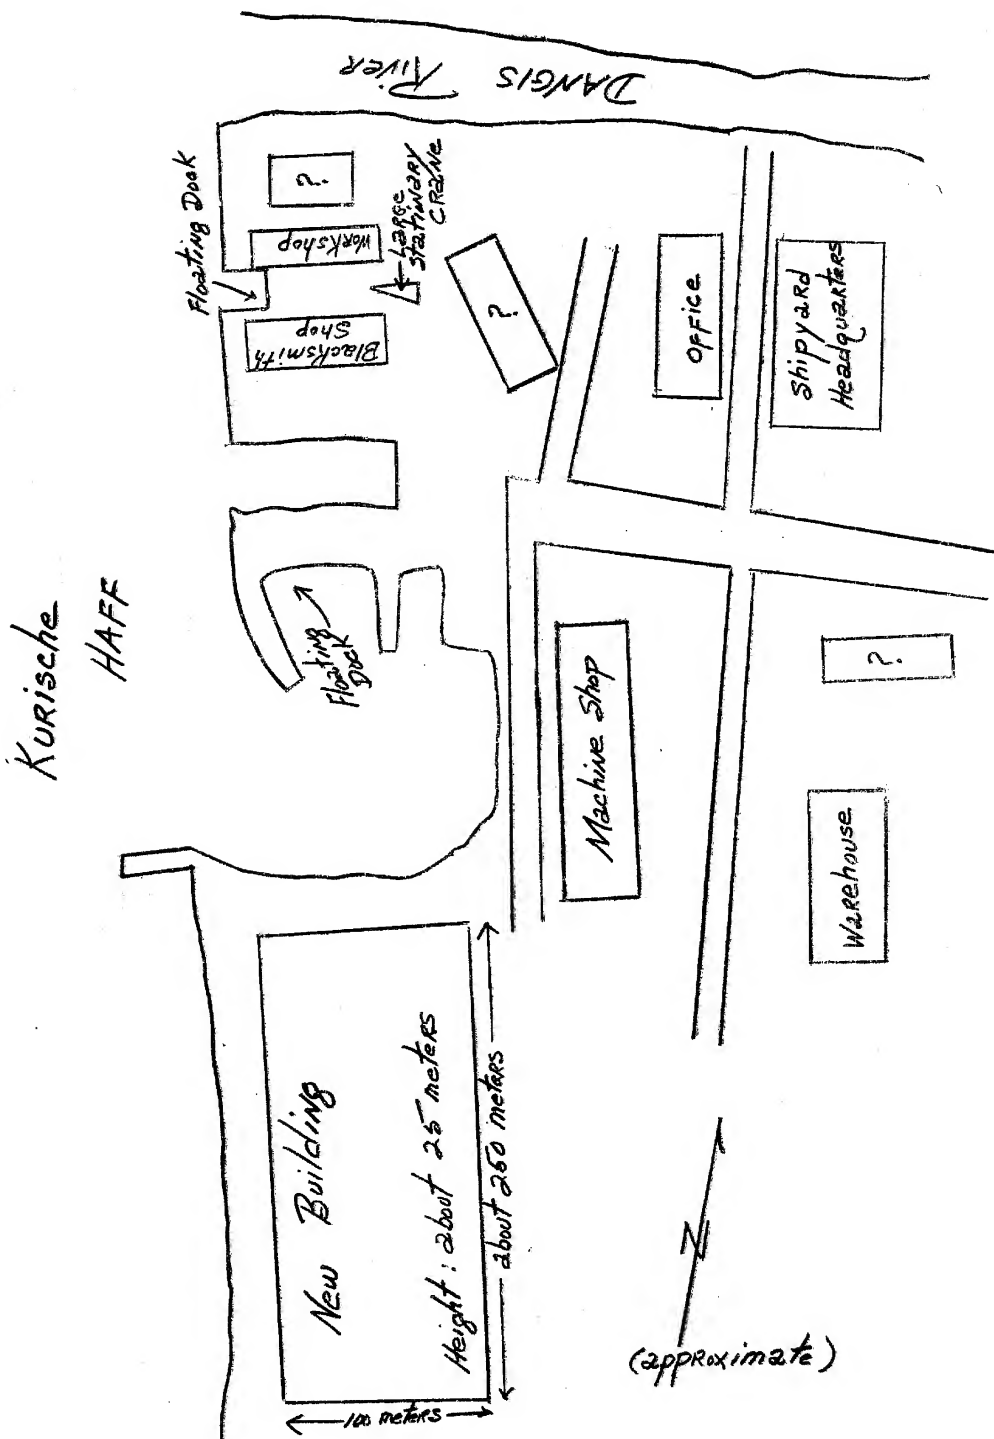 DANGIS River
Floating Dock
?
Workshop
Large
Stationary
Crane
Blacksmith
Shop
?
Office
Shipyard
Headquarters
Kurische
HAFF
Floating
Dock
Machine Shop
?
Warehouse
New Building
Height: about 25 meters
about 250 meters
100 meters
N
(approximate)